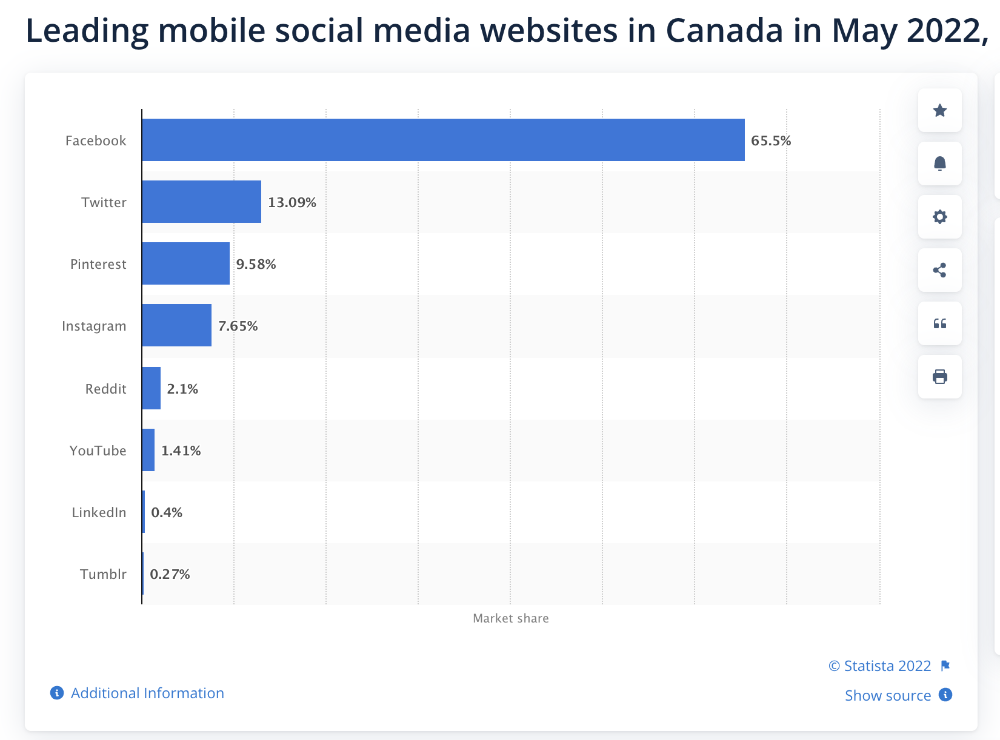 Leading mobile social media websites in Canada in May 2022,
Facebook 65.5%
Twitter 13.09%
Pinterest 9.58%
Instagram 7.65%
Reddit 2.1%
YouTube 1.41%
LinkedIn 0.4%
Tumblr 0.27%
Market share
© Statista 2022
Additional Information
Show source